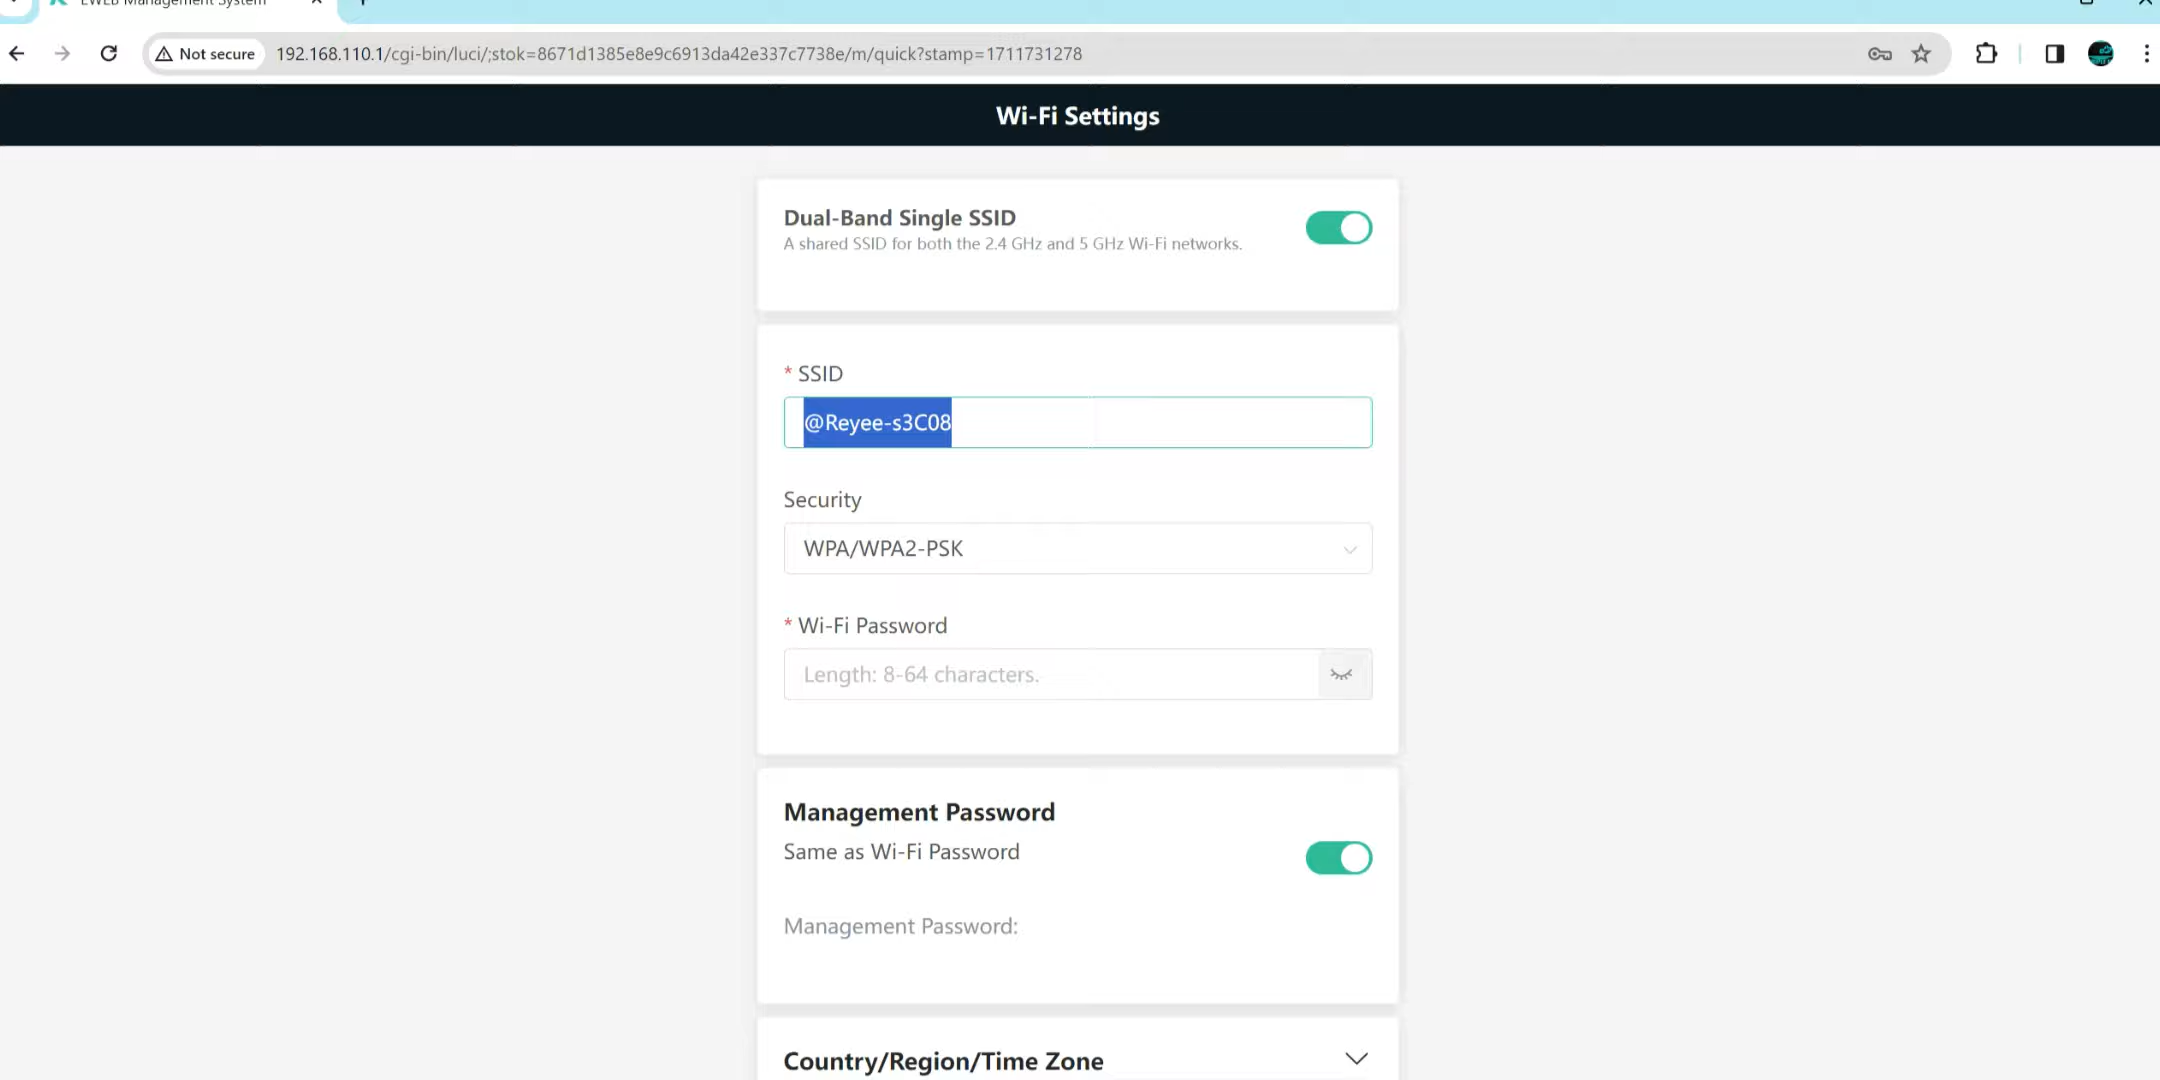 EWEB Management System
Not secure
192.168.110.1/cgi-bin/luci/;stok=8671d1385e8e9c6913da42e337c7738e/m/quick?stamp=1711731278
Wi-Fi Settings
Dual-Band Single SSID
A shared SSID for both the 2.4 GHz and 5 GHz Wi-Fi networks.
* SSID
@Reyee-s3C08
Security
WPA/WPA2-PSK
* Wi-Fi Password
Length: 8-64 characters.
Management Password
Same as Wi-Fi Password
Management Password:
Country/Region/Time Zone